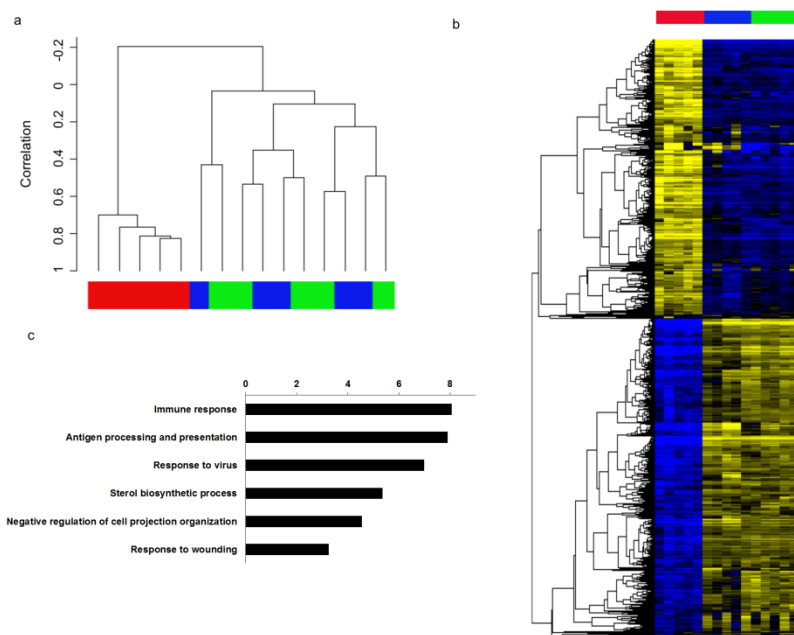 a
-0.2
0
0.2
0.4
0.6
0.8
1
Correlation
b
c
0 2 4 6 8
Immune response
Antigen processing and presentation
Response to virus
Sterol biosynthetic process
Negative regulation of cell projection organization
Response to wounding